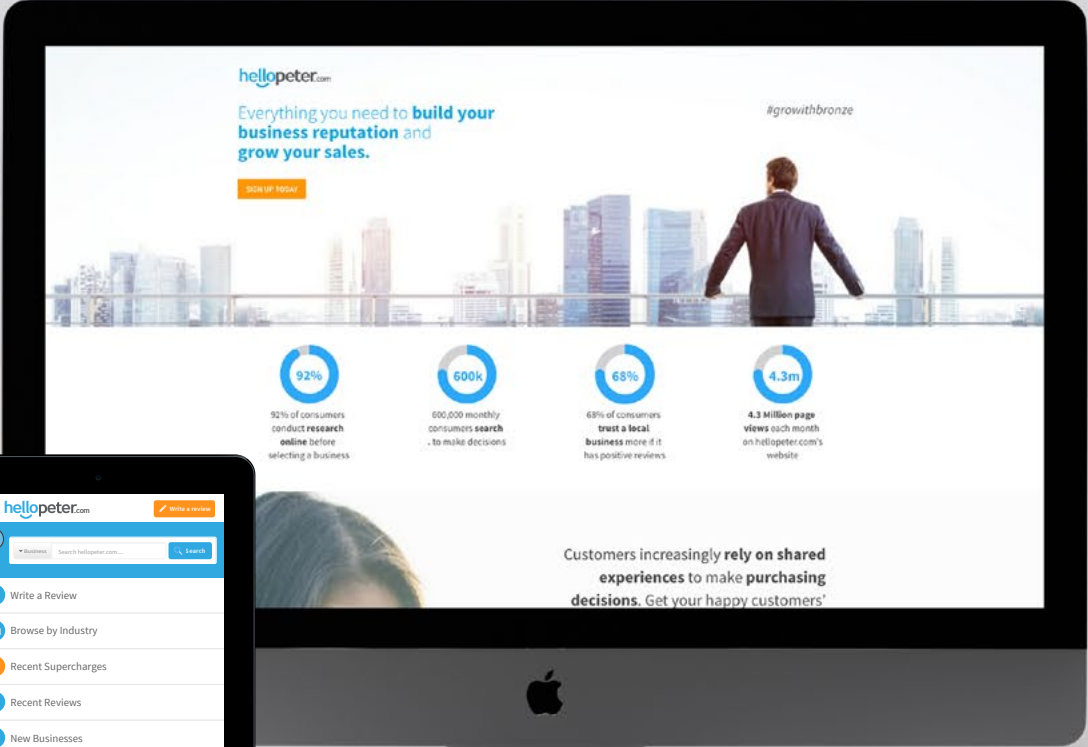 hellopeter.com
Everything you need to build your
business reputation and
grow your sales.
#growithbronze
SIGN UP TODAY
92%
92% of consumers
conduct research
online before
selecting a business
600k
600,000 monthly
consumers search
. to make decisions
68%
68% of consumers
trust a local
business more if it
has positive reviews
4.3m
4.3 Million page
views each month
on hellopeter.com's
website
Customers increasingly rely on shared
experiences to make purchasing
decisions. Get your happy customers'
hellopeter.com
Write a review
Business
Search hellopeter.com....
Search
Write a Review
Browse by Industry
Recent Supercharges
Recent Reviews
New Businesses